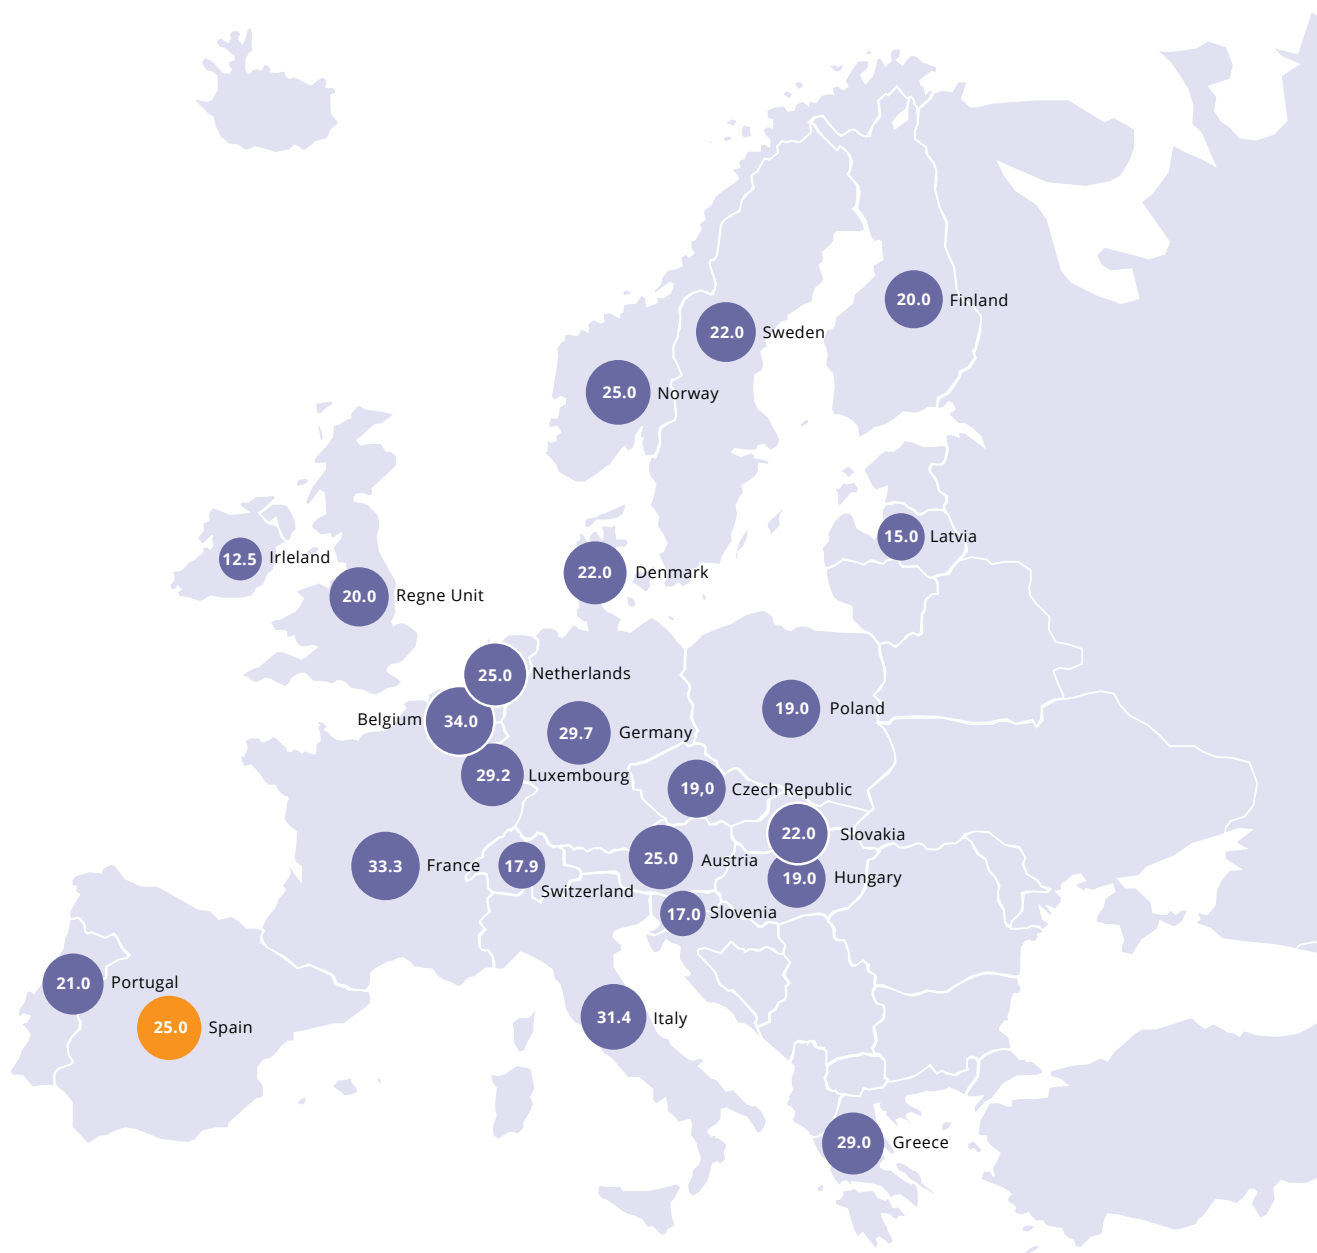 20.0 Finland
22.0 Sweden
25.0 Norway
15.0 Latvia
12.5 Irleland
22.0 Denmark
20.0 Regne Unit
25.0 Netherlands
19.0 Poland
Belgium 34.0
29.7 Germany
29.2 Luxembourg
19,0 Czech Republic
22.0 Slovakia
25.0 Austria
33.3 France
17.9 Switzerland
19.0 Hungary
17.0 Slovenia
21.0 Portugal
31.4 Italy
25.0 Spain
29.0 Greece